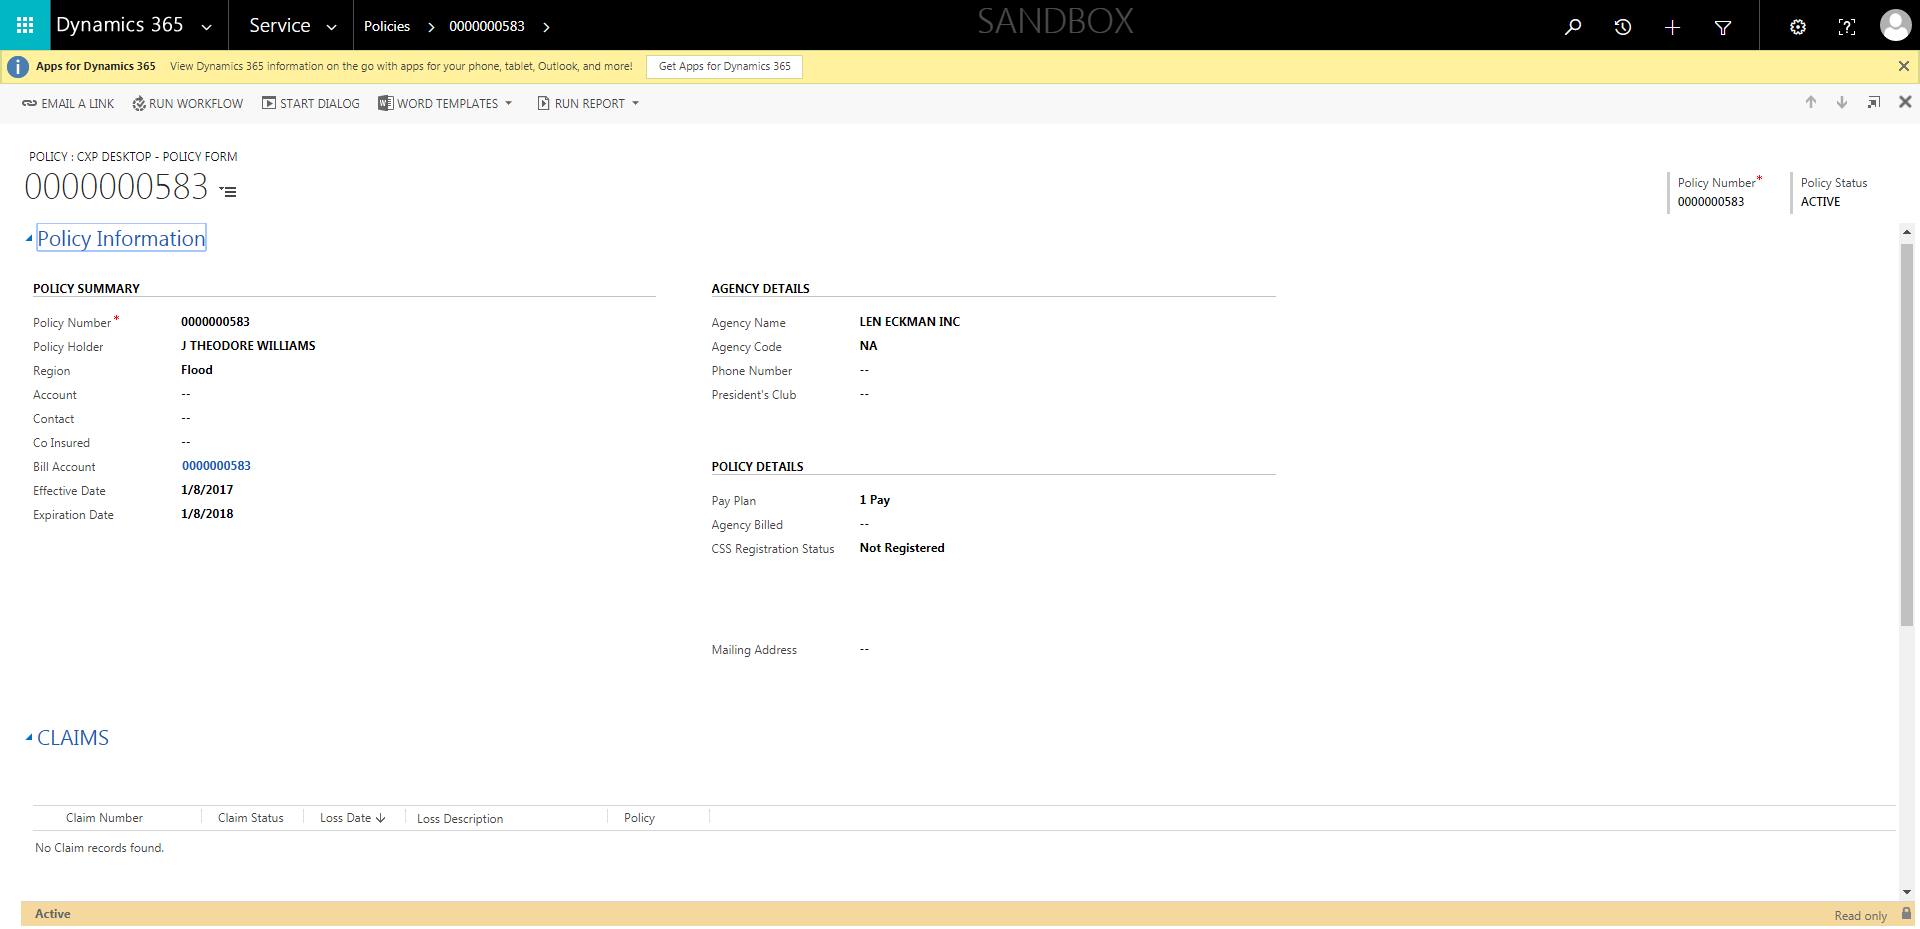 Dynamics 365 Service Policies 0000000583 SANDBOX
Apps for Dynamics 365 View Dynamics 365 information on the go with apps for your phone, tablet, Outlook, and more! Get Apps for Dynamics 365
EMAIL A LINK RUN WORKFLOW START DIALOG WORD TEMPLATES RUN REPORT
POLICY : CXP DESKTOP - POLICY FORM
0000000583
Policy Number* Policy Status
0000000583 ACTIVE
Policy Information
POLICY SUMMARY
Policy Number* 0000000583
Policy Holder J THEODORE WILLIAMS
Region Flood
Account --
Contact --
Co Insured --
Bill Account 0000000583
Effective Date 1/8/2017
Expiration Date 1/8/2018
AGENCY DETAILS
Agency Name LEN ECKMAN INC
Agency Code NA
Phone Number --
President's Club --
POLICY DETAILS
Pay Plan 1 Pay
Agency Billed --
CSS Registration Status Not Registered
Mailing Address --
CLAIMS
Claim Number Claim Status Loss Date Loss Description Policy
No Claim records found.
Active Read only